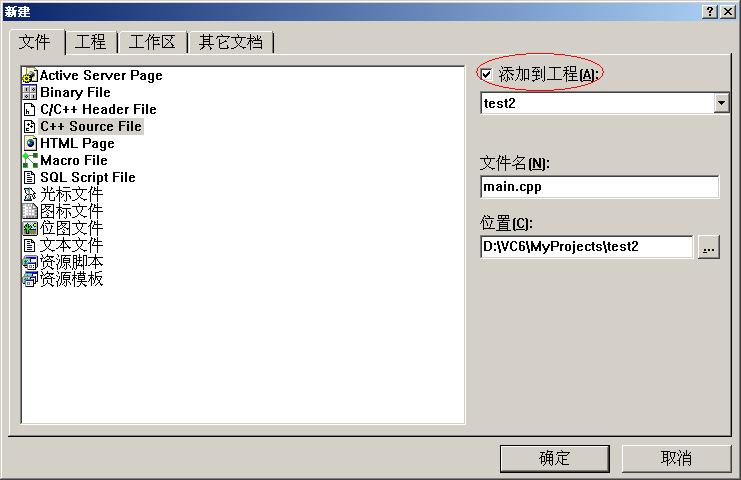 新建
文件 工程 工作区 其它文档
Active Server Page
Binary File
C/C++ Header File
C++ Source File
HTML Page
Macro File
SQL Script File
光标文件
图标文件
位图文件
文本文件
资源脚本
资源模板
添加到工程(A):
test2
文件名(N):
main.cpp
位置(C):
D:\VC6\MyProjects\test2
...
确定 取消